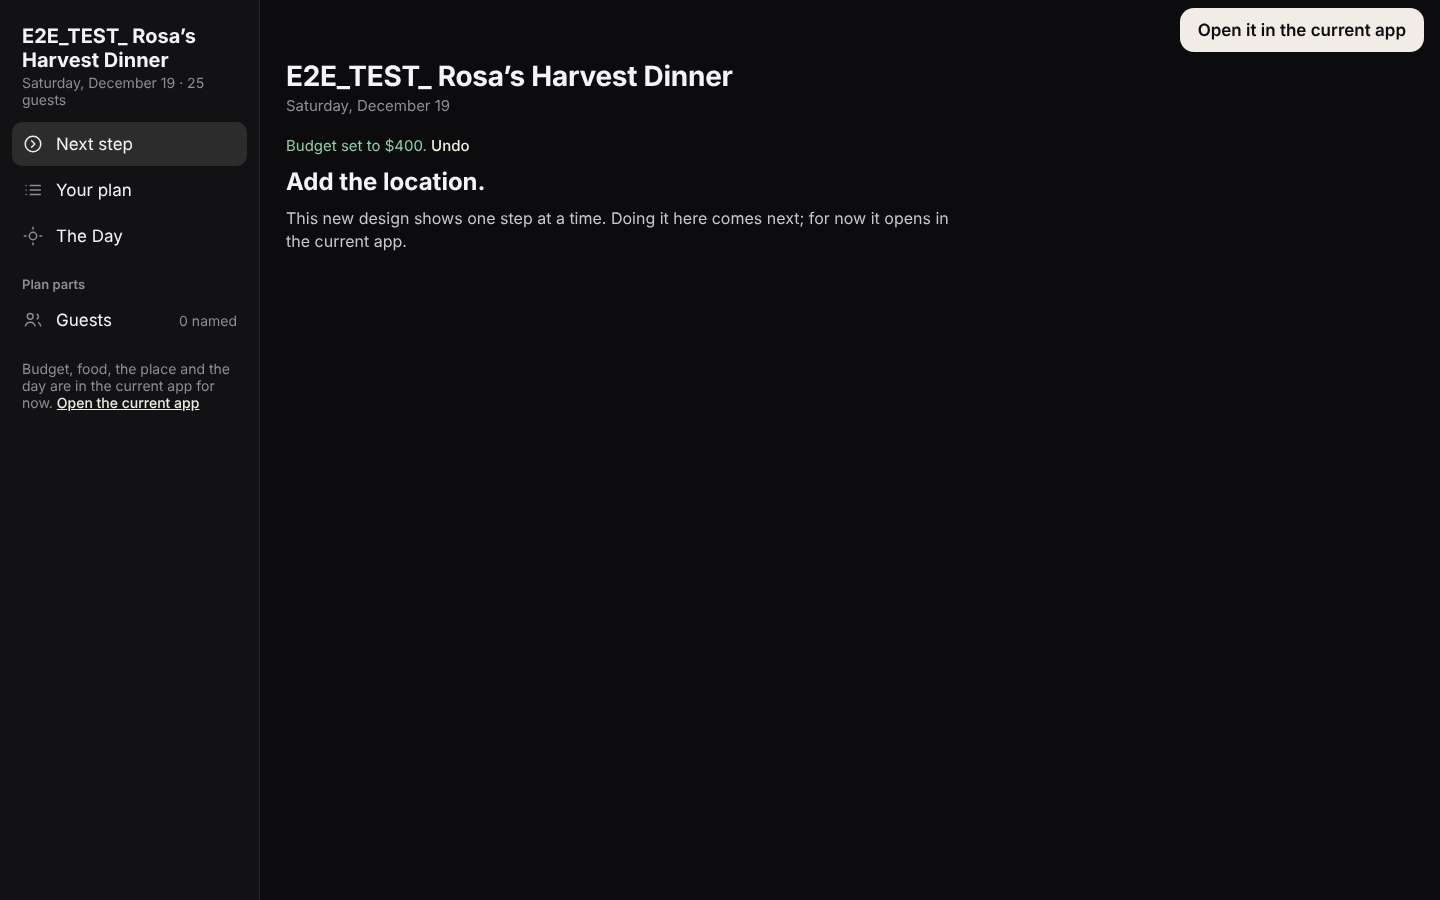 E2E_TEST_ Rosa’s
Harvest Dinner
Saturday, December 19 · 25
guests
Next step
Your plan
The Day
Plan parts
Guests 0 named
Budget, food, the place and the
day are in the current app for
now. Open the current app
Open it in the current app
E2E_TEST_ Rosa’s Harvest Dinner
Saturday, December 19
Budget set to $400. Undo
Add the location.
This new design shows one step at a time. Doing it here comes next; for now it opens in
the current app.